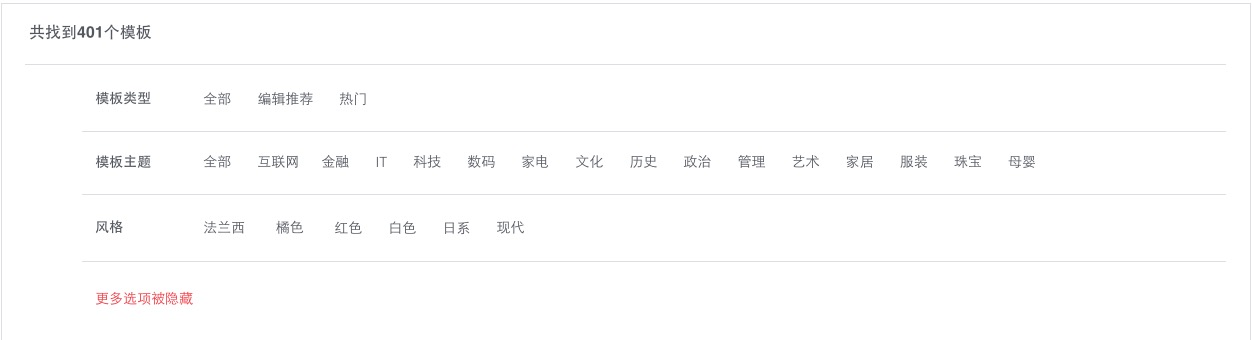 共找到401个模板
模板类型 全部 编辑推荐 热门
模板主题 全部 互联网 金融 IT 科技 数码 家电 文化 历史 政治 管理 艺术 家居 服装 珠宝 母婴
风格 法兰西 橘色 红色 白色 日系 现代
更多选项被隐藏